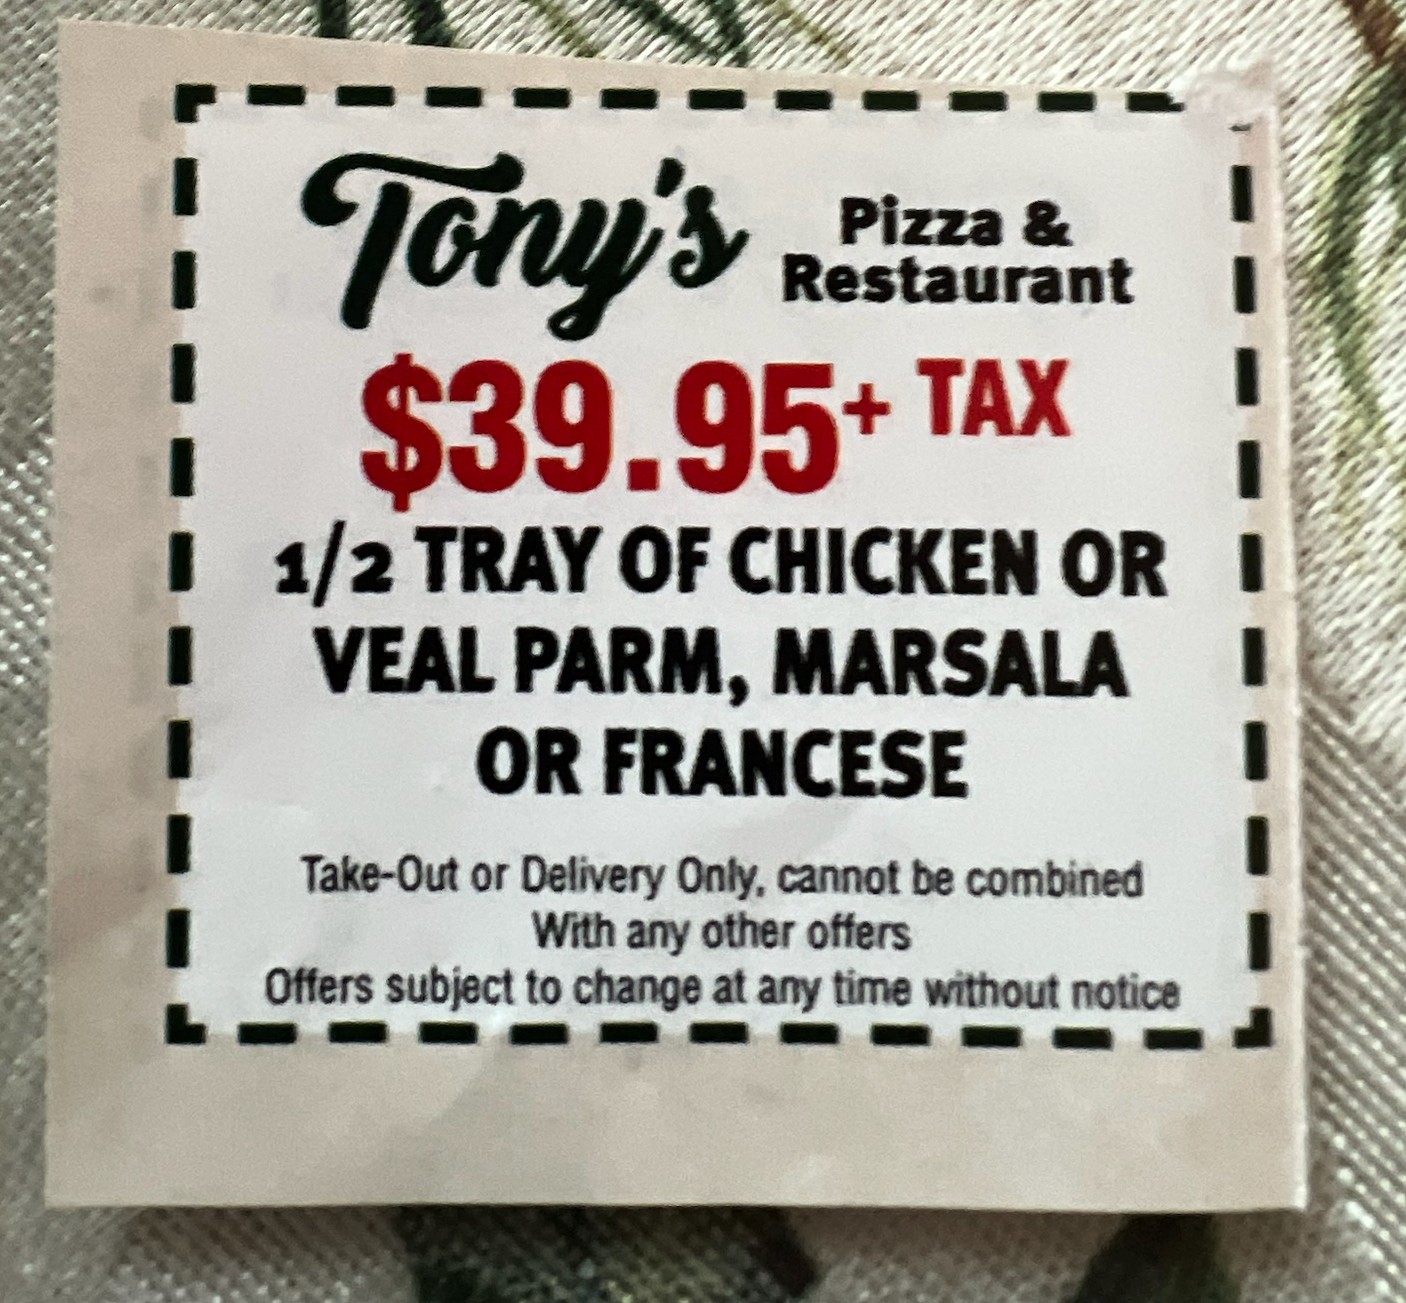 Tony's Pizza &
Restaurant
$39.95+ TAX
1/2 TRAY OF CHICKEN OR
VEAL PARM, MARSALA
OR FRANCESE
Take-Out or Delivery Only, cannot be combined
With any other offers
Offers subject to change at any time without notice